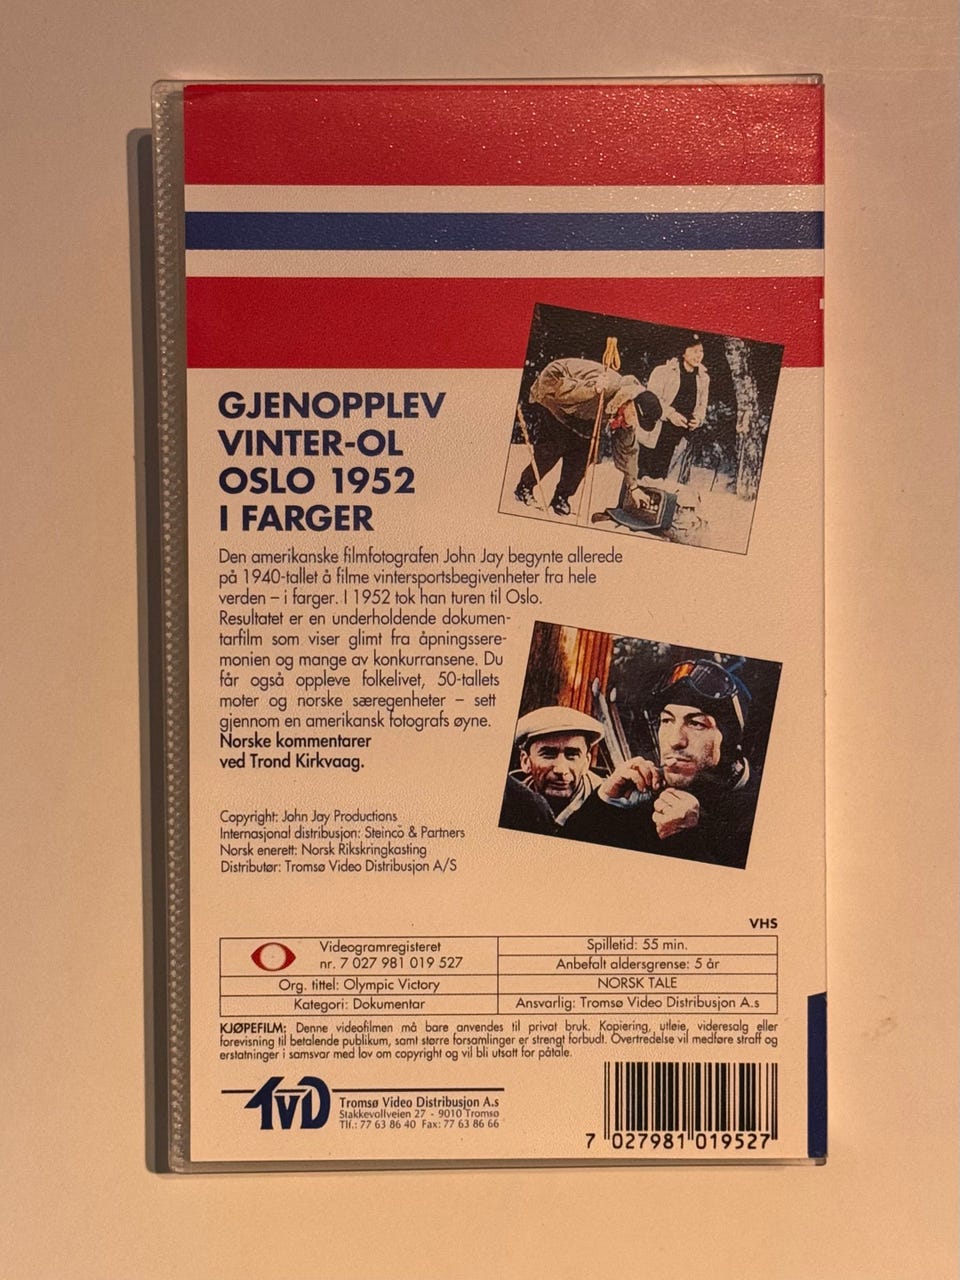 GJENOPPLEV
VINTER-OL
OSLO 1952
I FARGER
Den amerikanske filmfotografen John Jay begynte allerede
på 1940-tallet å filme vintersportsbegivenheter fra hele
verden – i farger. I 1952 tok han turen til Oslo.
Resultatet er en underholdende dokumen-
tarfilm som viser glimt fra åpningssere-
monien og mange av konkurransene. Du
får også oppleve folkelivet, 50-tallets
moter og norske særegenheter – sett
gjennom en amerikansk fotografs øyne.
Norske kommentarer
ved Trond Kirkvaag.
Copyright: John Jay Productions
Internasjonal distribusjon: Steinco & Partners
Norsk enerett: Norsk Rikskringkasting
Distributør: Tromsø Video Distribusjon A/S
VHS
Videogramregisteret
nr. 7 027 981 019 527
Org. tittel: Olympic Victory
Kategori: Dokumentar
Spilletid: 55 min.
Anbefalt aldersgrense: 5 år
NORSK TALE
Ansvarlig: Tromsø Video Distribusjon A.s
KJØPEFILM: Denne videofilmen må bare anvendes til privat bruk. Kopiering, utleie, videresalg eller
forevisning til betalende publikum, samt større forsamlinger er strengt forbudt. Overtredelse vil medføre straff og
erstatninger i samsvar med lov om copyright og vil bli utsatt for påtale.
TVD
Tromsø Video Distribusjon A.s
Stakkevollveien 27 - 9010 Tromsø
Tlf.: 77 63 86 40 Fax: 77 63 86 66
7 027981 019527